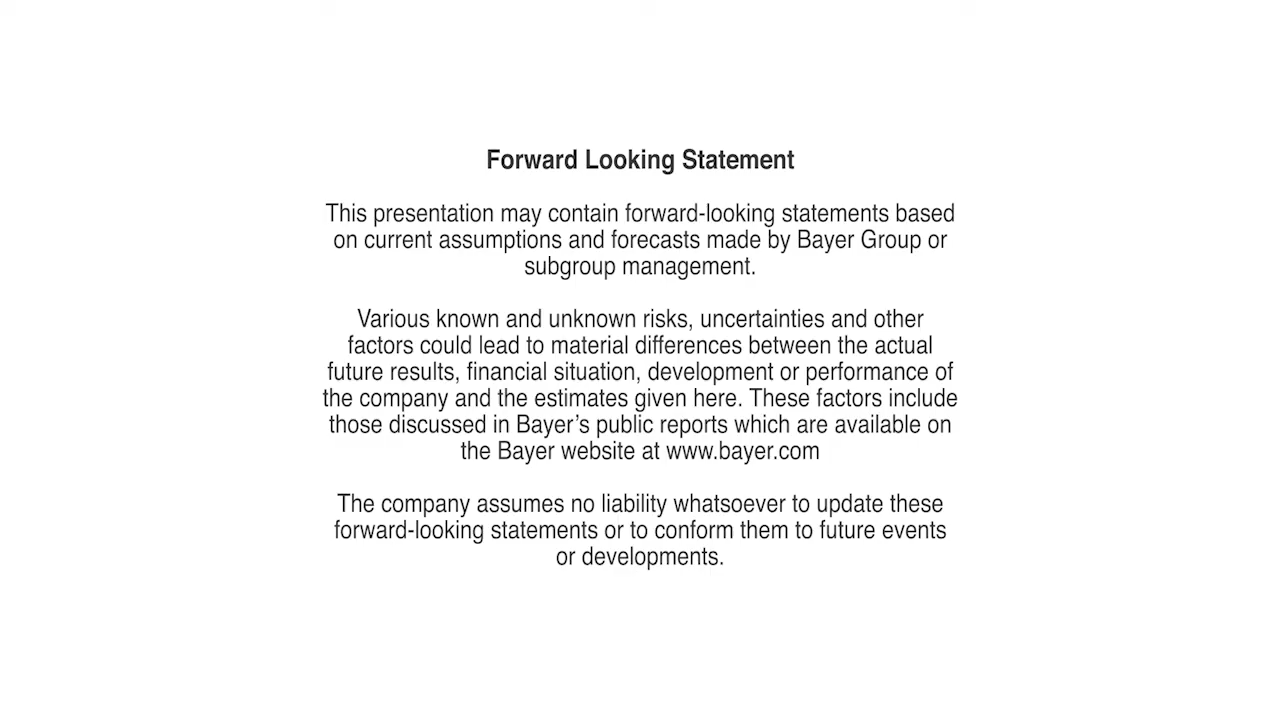 Forward Looking Statement
This presentation may contain forward-looking statements based
on current assumptions and forecasts made by Bayer Group or
subgroup management.
Various known and unknown risks, uncertainties and other
factors could lead to material differences between the actual
future results, financial situation, development or performance of
the company and the estimates given here. These factors include
those discussed in Bayer’s public reports which are available on
the Bayer website at www.bayer.com
The company assumes no liability whatsoever to update these
forward-looking statements or to conform them to future events
or developments.